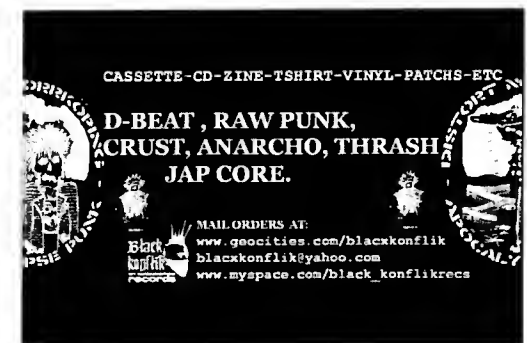 CASSETTE-CD-ZINE-TSHIRT-VINYL-PATCHS-ETC
D-BEAT , RAW PUNK,
CRUST, ANARCHO, THRASH
JAP CORE.
MAIL ORDERS AT:
www.geocities.com/blacxkonflik
blacxkonflik@yahoo.com
www.myspace.com/black_konflikrecs
Black
konflik
records
DISTORT